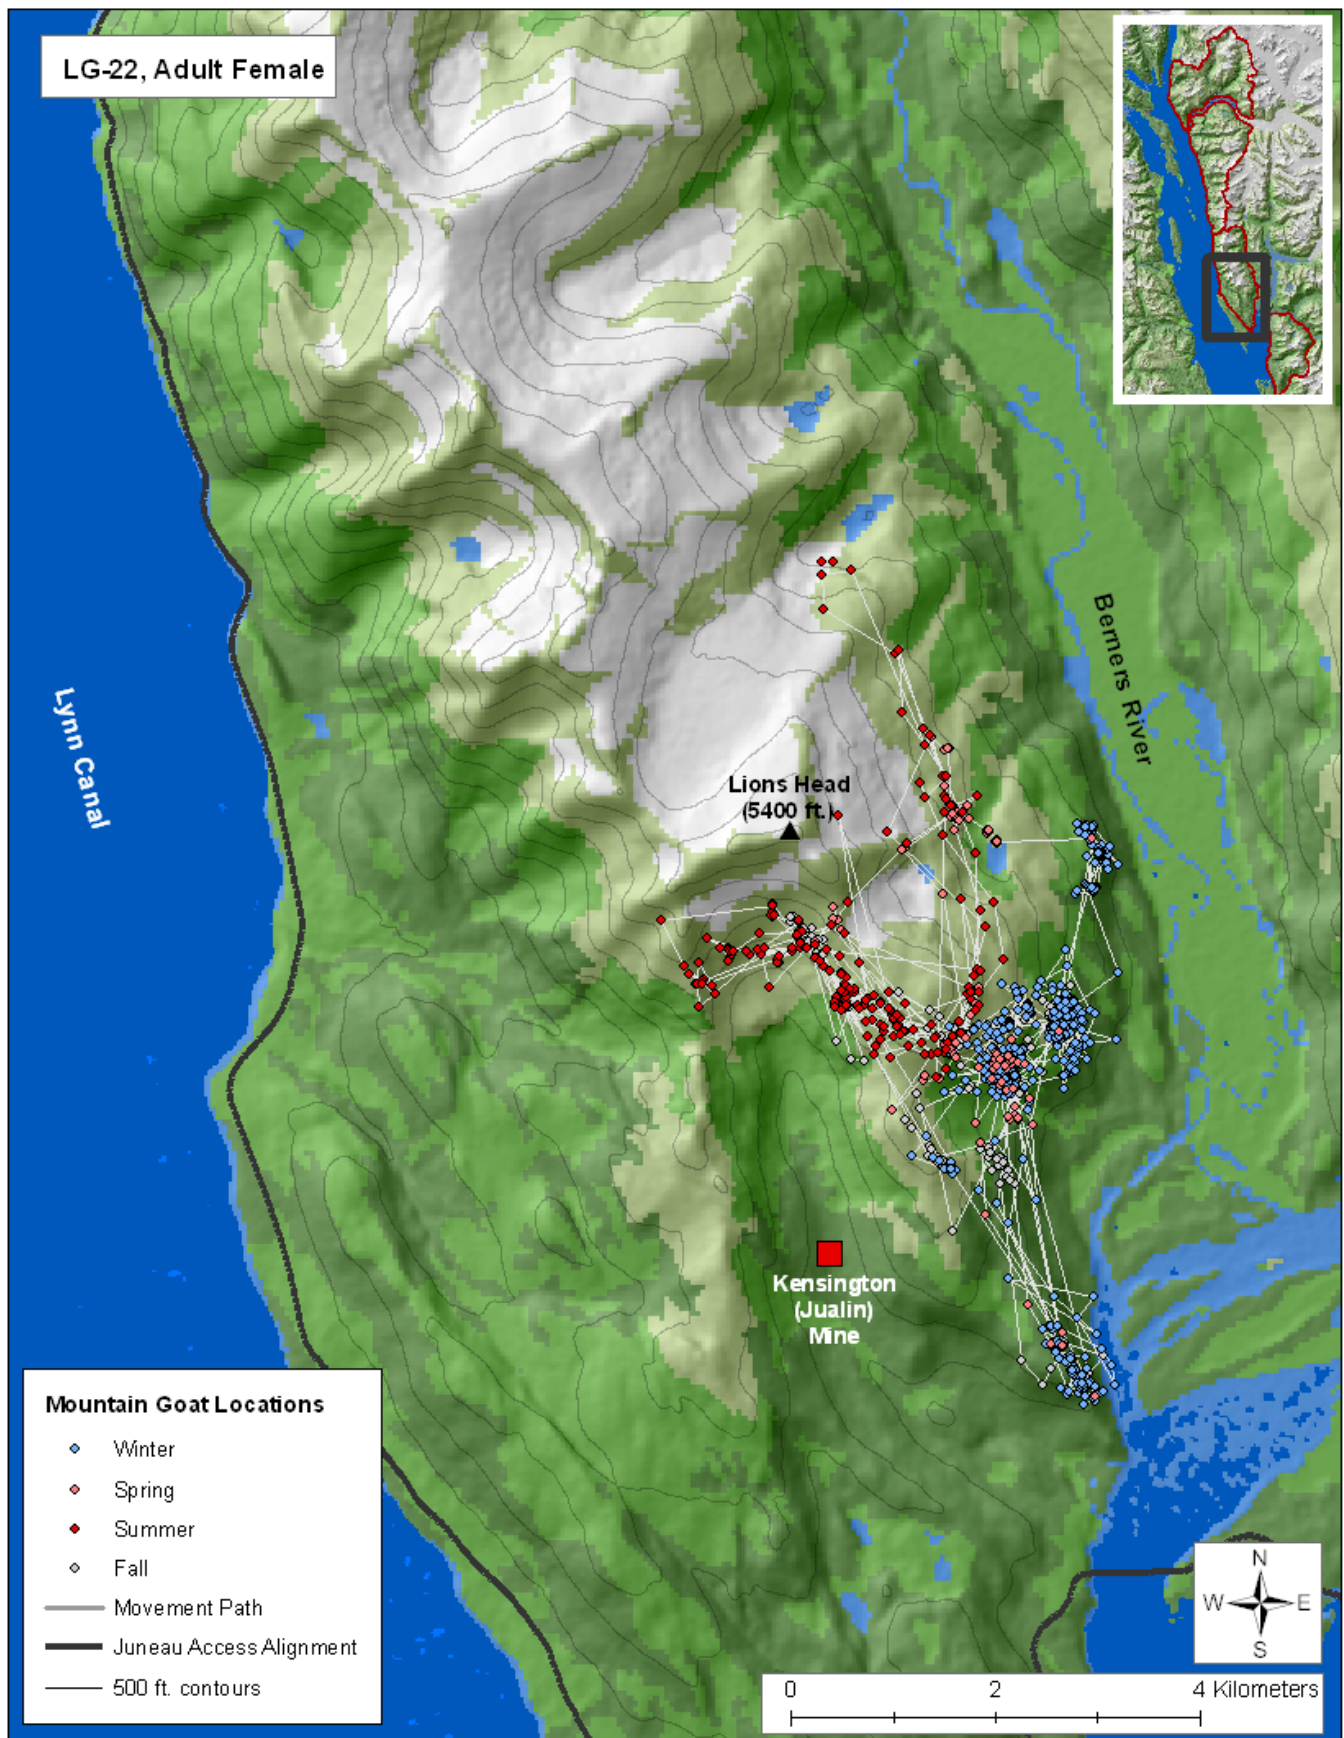 LG-22, Adult Female
Lynn Canal
Berners River
Lions Head
(5400 ft.)
Kensington
(Jualin)
Mine
Mountain Goat Locations
Winter
Spring
Summer
Fall
Movement Path
Juneau Access Alignment
500 ft. contours
N
W E
S
0 2 4 Kilometers